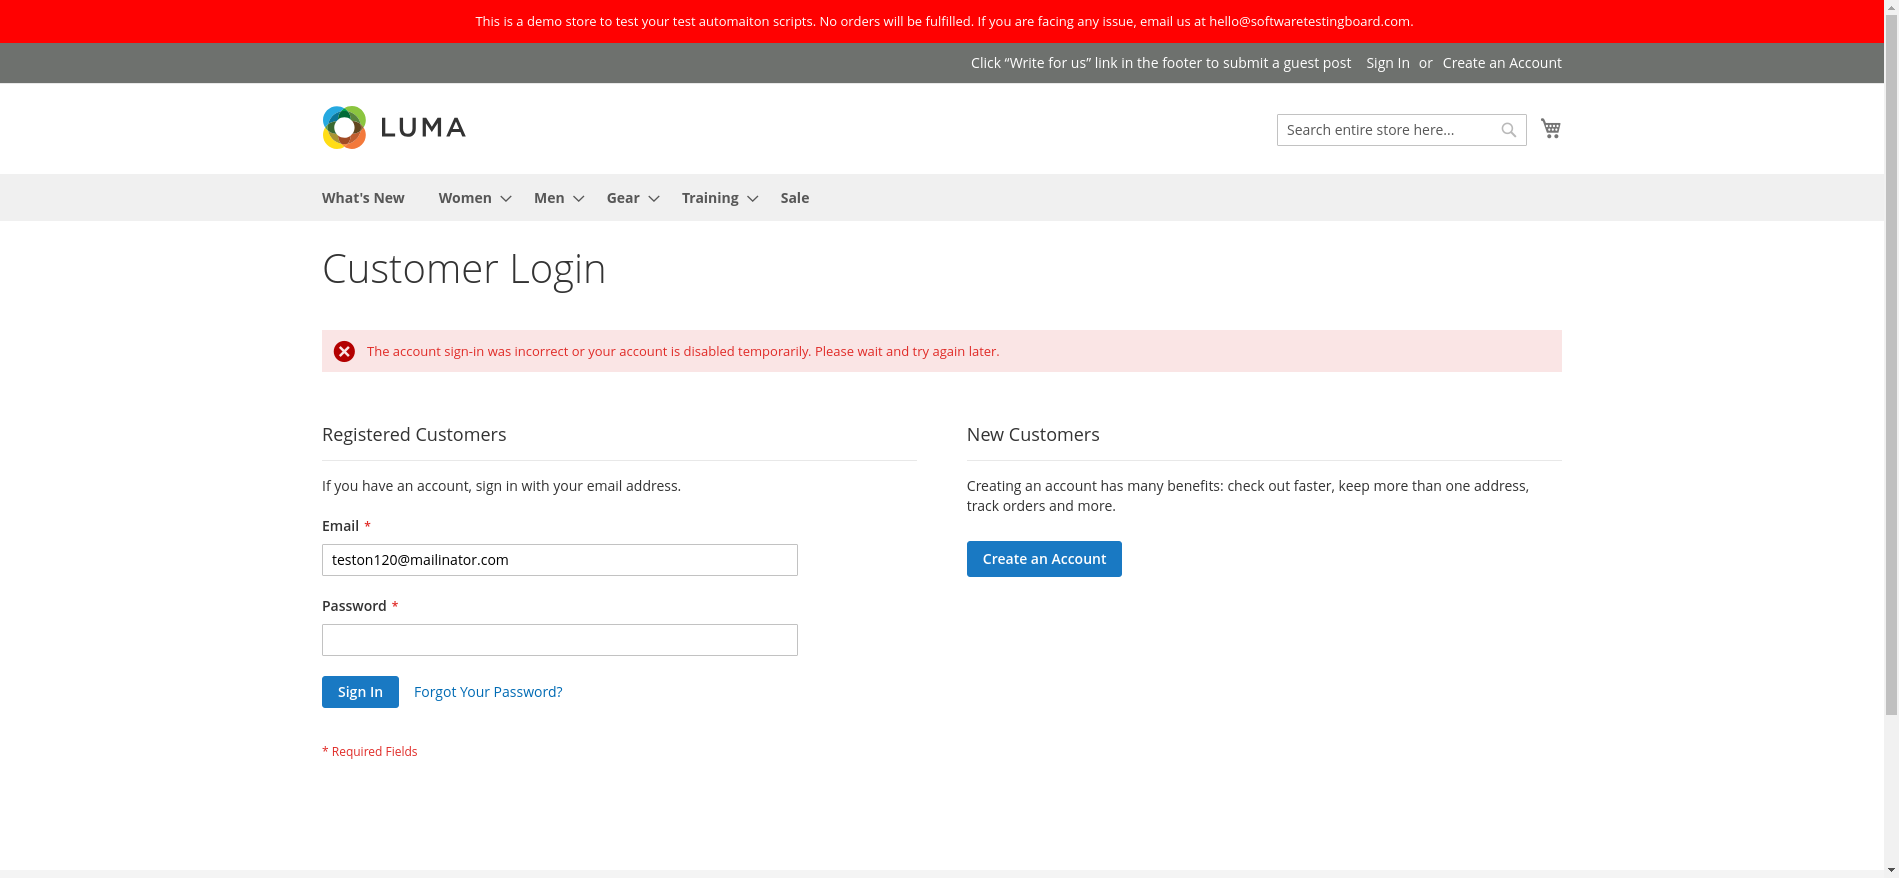 This is a demo store to test your test automaiton scripts. No orders will be fulfilled. If you are facing any issue, email us at hello@softwaretestingboard.com.
Click “Write for us” link in the footer to submit a guest post Sign In or Create an Account
LUMA
Search entire store here...
What's New Women Men Gear Training Sale
Customer Login
The account sign-in was incorrect or your account is disabled temporarily. Please wait and try again later.
Registered Customers
If you have an account, sign in with your email address.
Email *
teston120@mailinator.com
Password *
Sign In Forgot Your Password?
* Required Fields
New Customers
Creating an account has many benefits: check out faster, keep more than one address,
track orders and more.
Create an Account